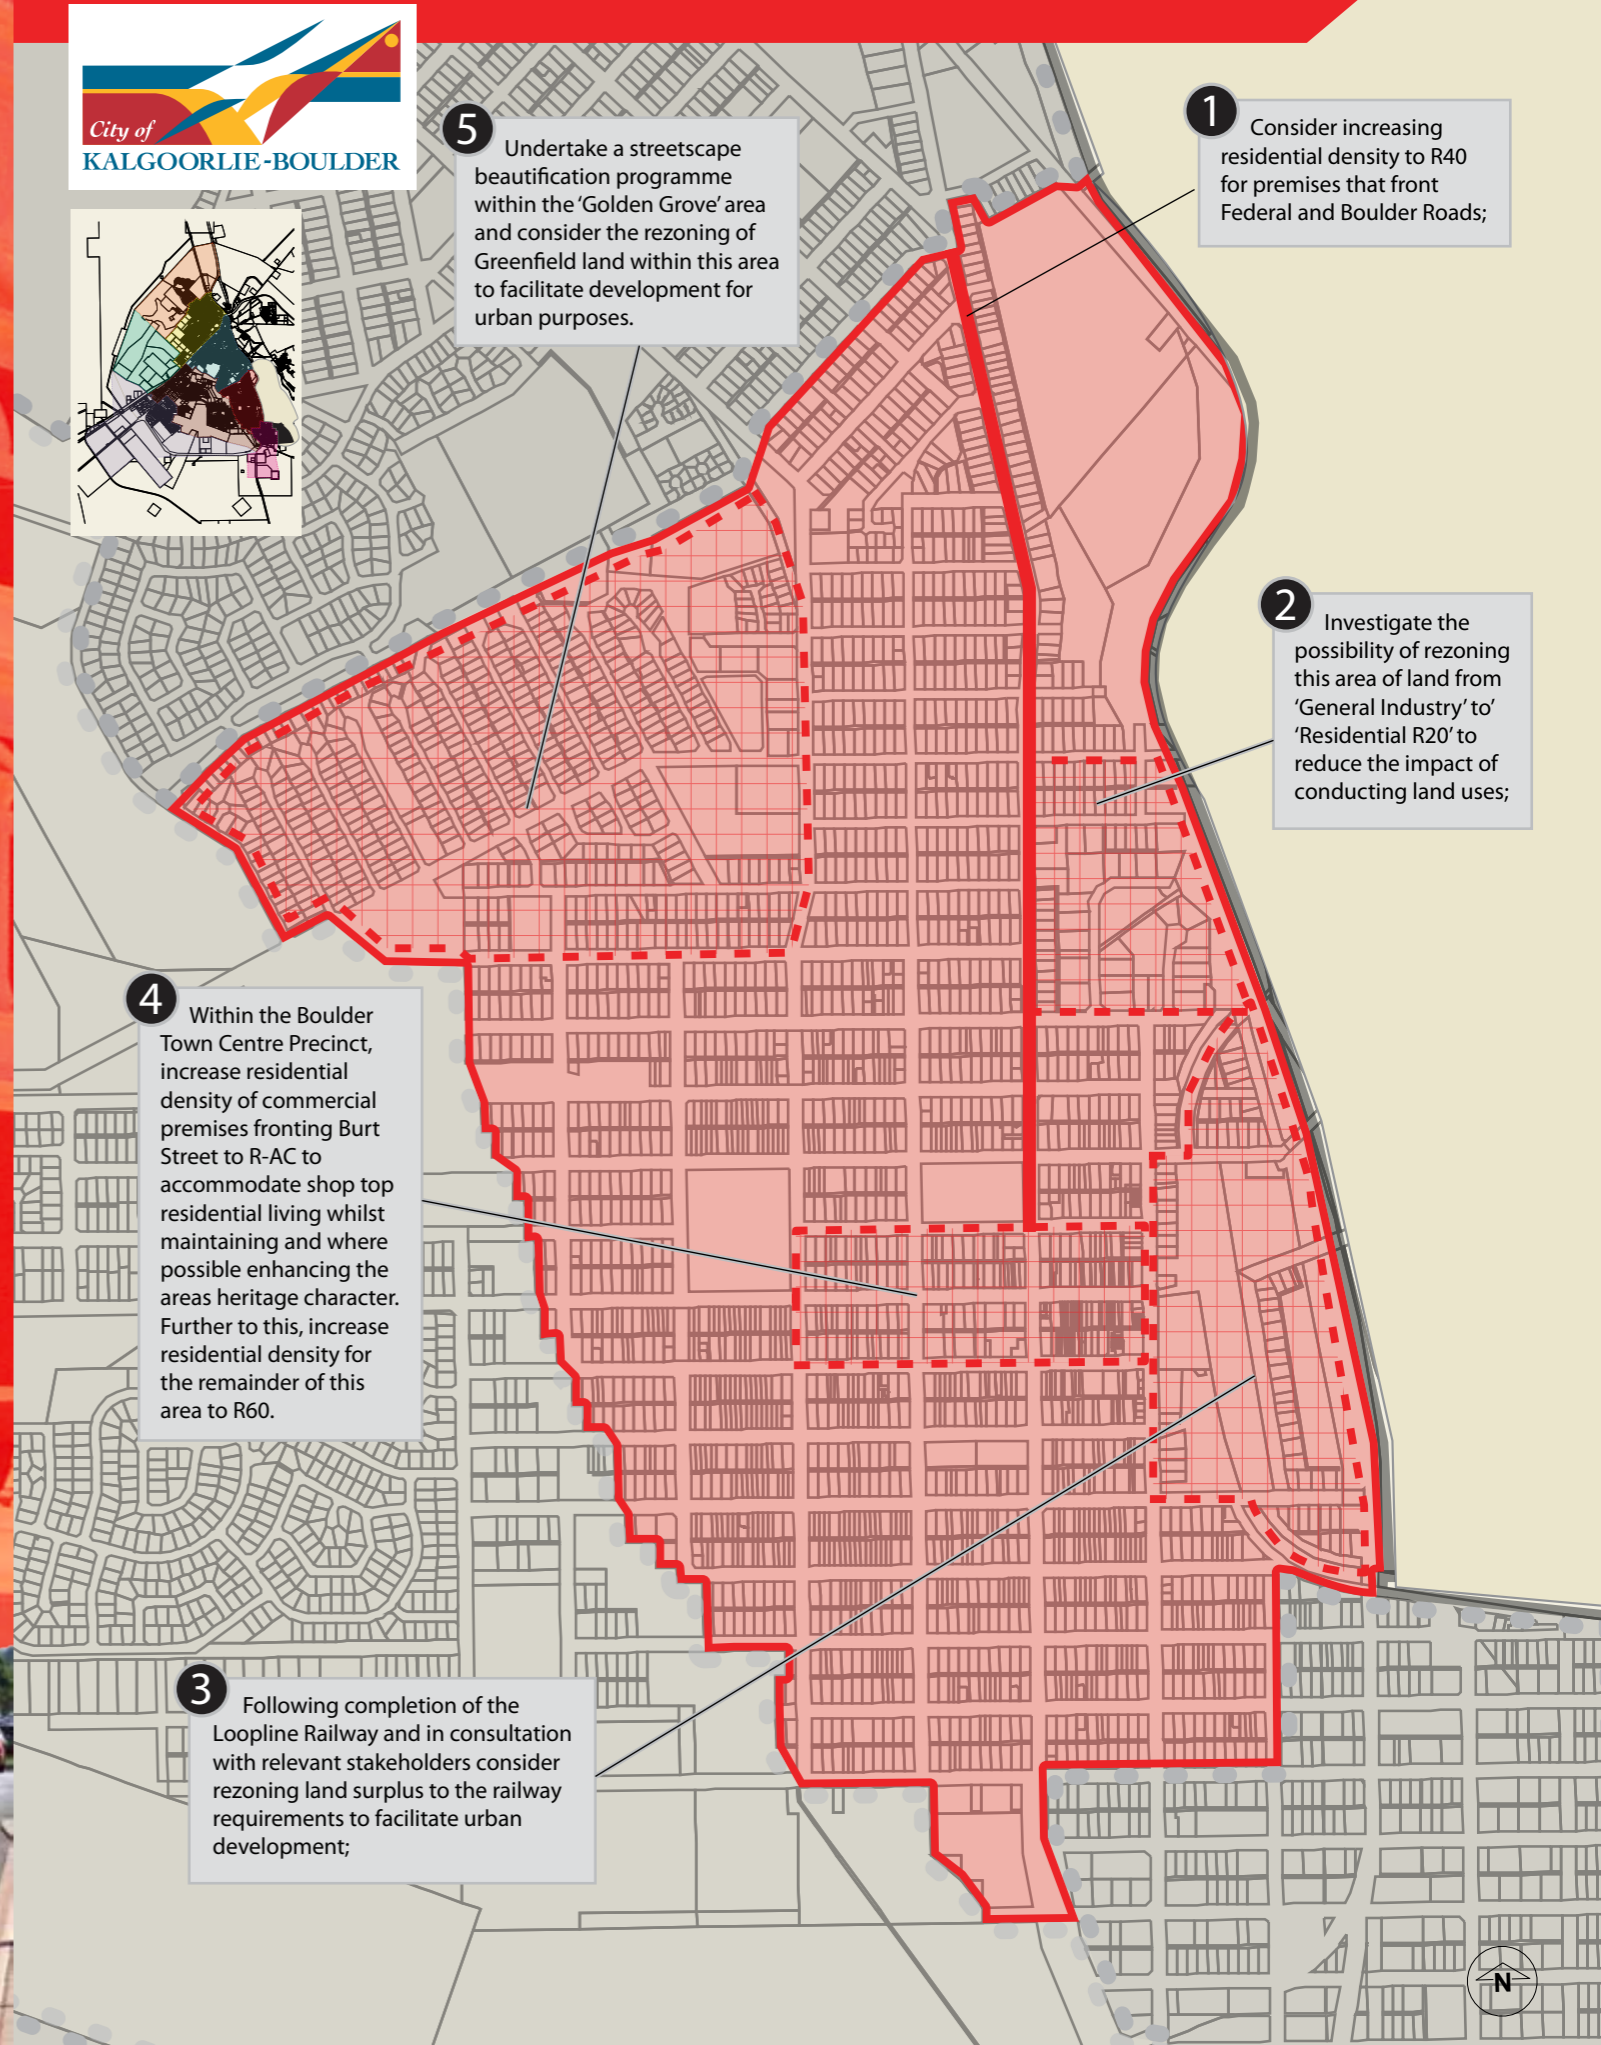 City of
KALGOORLIE-BOULDER
5
Undertake a streetscape
beautification programme
within the ‘Golden Grove’ area
and consider the rezoning of
Greenfield land within this area
to facilitate development for
urban purposes.
1
Consider increasing
residential density to R40
for premises that front
Federal and Boulder Roads;
2
Investigate the
possibility of rezoning
this area of land from
‘General Industry’ to’
‘Residential R20’ to
reduce the impact of
conducting land uses;
4
Within the Boulder
Town Centre Precinct,
increase residential
density of commercial
premises fronting Burt
Street to R-AC to
accommodate shop top
residential living whilst
maintaining and where
possible enhancing the
areas heritage character.
Further to this, increase
residential density for
the remainder of this
area to R60.
3
Following completion of the
Loopline Railway and in consultation
with relevant stakeholders consider
rezoning land surplus to the railway
requirements to facilitate urban
development;
N